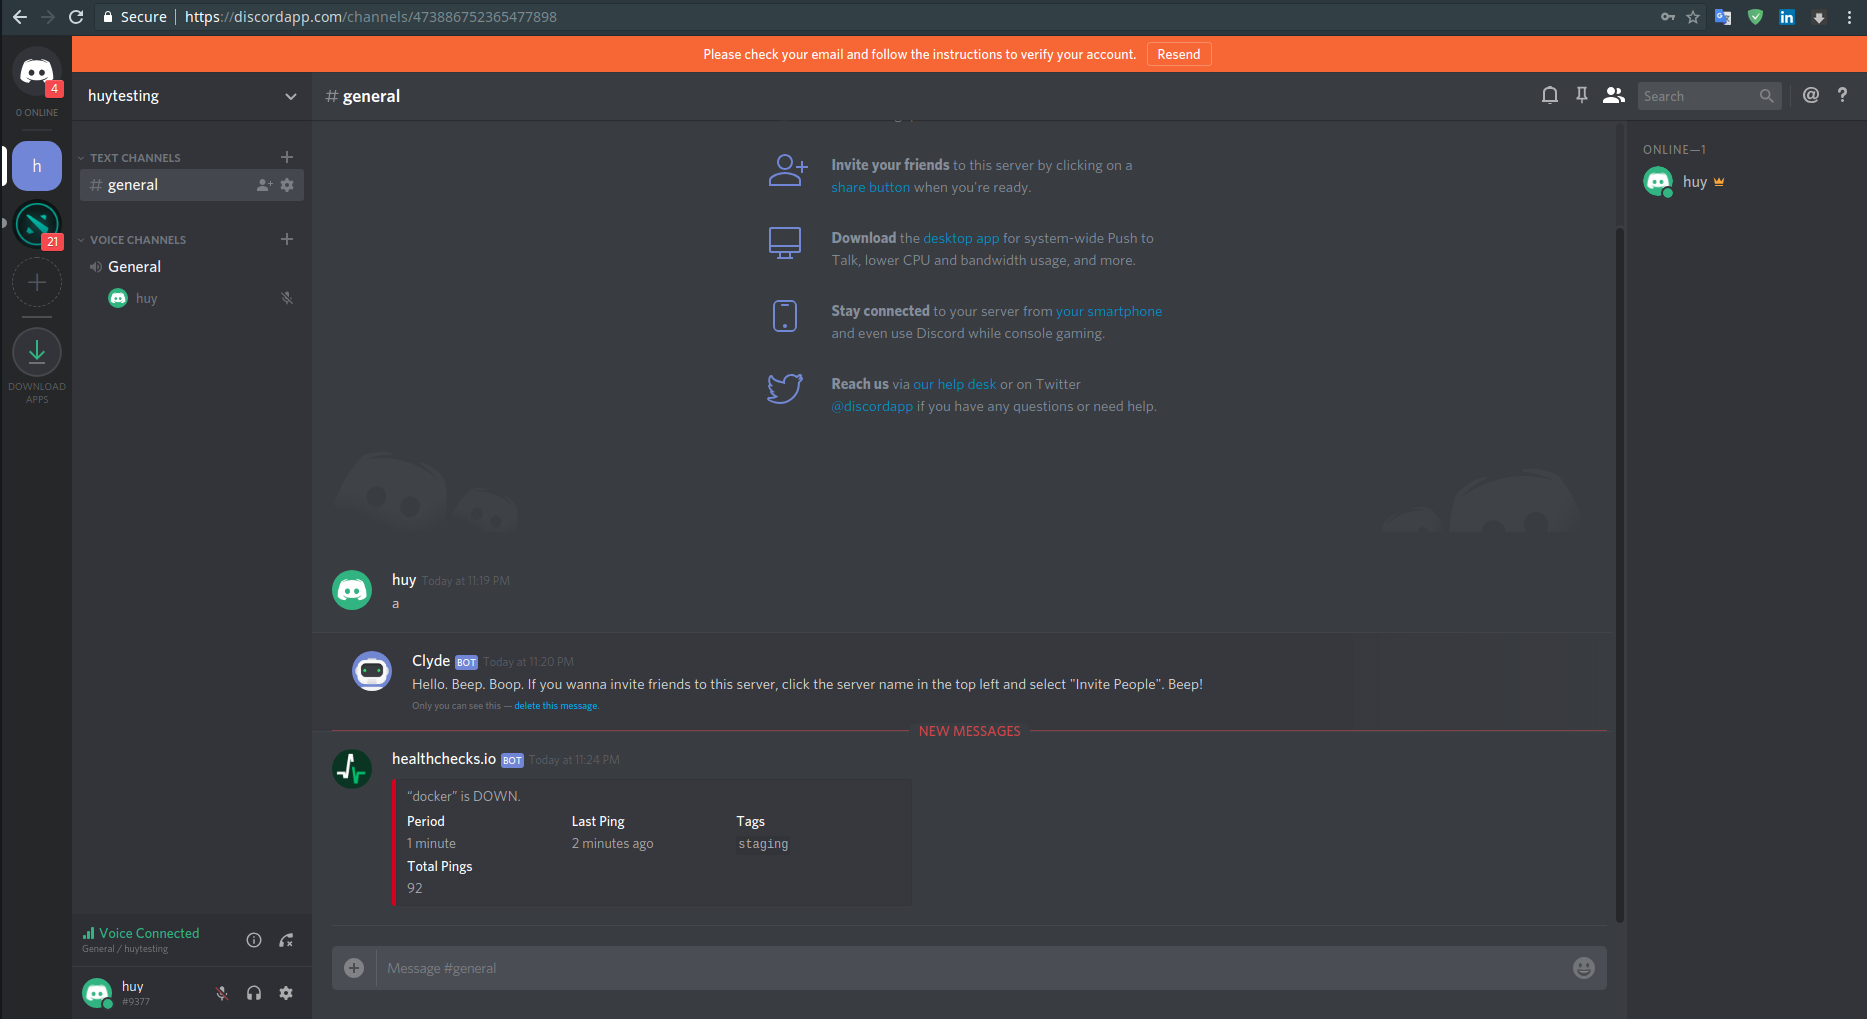 Secure https://discordapp.com/channels/473886752365477898
Please check your email and follow the instructions to verify your account. Resend
4
0 ONLINE
h
21
DOWNLOAD
APPS
huytesting
TEXT CHANNELS
# general
VOICE CHANNELS
General
huy
Voice Connected
General / huytesting
huy
#9377
# general
Search
@ ?
Invite your friends to this server by clicking on a
share button when you're ready.
Download the desktop app for system-wide Push to
Talk, lower CPU and bandwidth usage, and more.
Stay connected to your server from your smartphone
and even use Discord while console gaming.
Reach us via our help desk or on Twitter
@discordapp if you have any questions or need help.
huy Today at 11:19 PM
a
Clyde BOT Today at 11:20 PM
Hello. Beep. Boop. If you wanna invite friends to this server, click the server name in the top left and select "Invite People". Beep!
Only you can see this — delete this message.
NEW MESSAGES
healthchecks.io BOT Today at 11:24 PM
“docker” is DOWN.
Period Last Ping Tags
1 minute 2 minutes ago staging
Total Pings
92
Message #general
ONLINE—1
huy
in